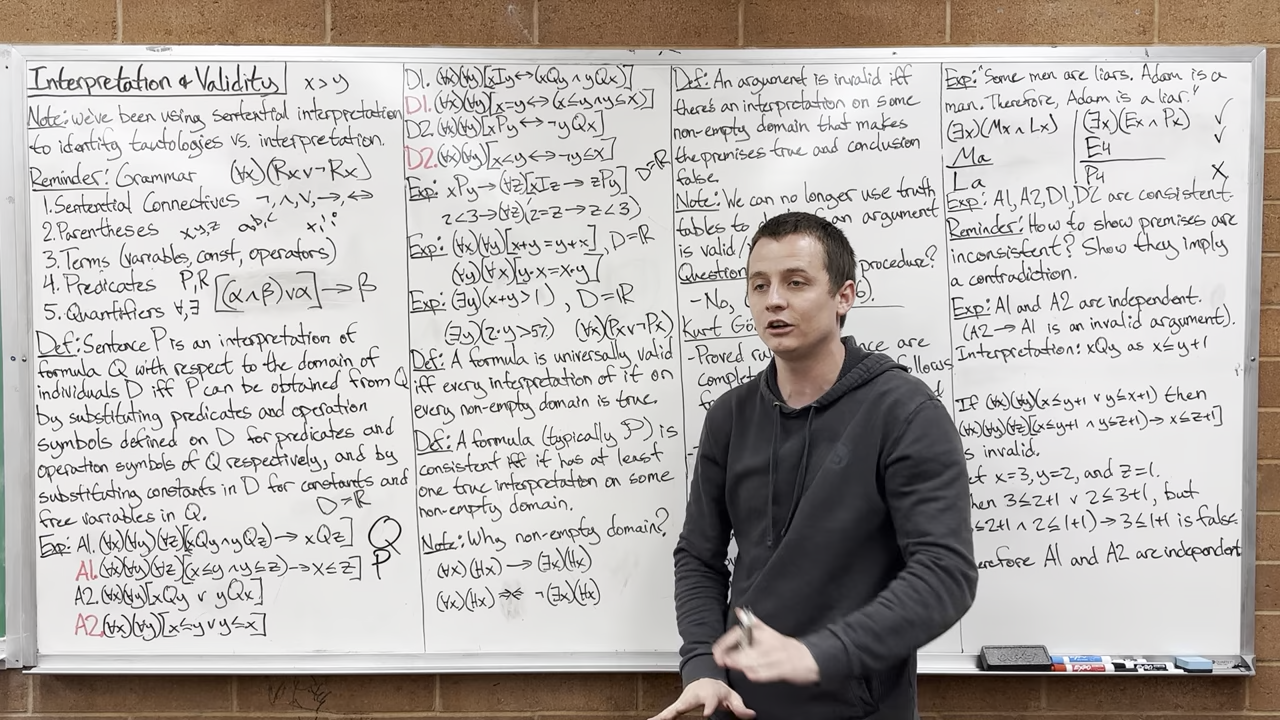 Interpretation & Validity x>y
Note: we've been using sentential interpretation
to identify tautologies vs. interpretation.
Reminder: Grammar (∀x)(Rx∨¬Rx)
1. Sentential Connectives ¬,∧,∨,→,↔
2. Parentheses x,y,z a,b,c
3. Terms (variables, const, operators)
4. Predicates P,R [(α∧β)∨α]→β
5. Quantifiers ∀,∃
Def: Sentence P is an interpretation of
formula Q with respect to the domain of
individuals D iff P can be obtained from Q
by substituting predicates and operation
symbols defined on D for predicates and
operation symbols of Q respectively, and by
substituting constants in D for constants and
free variables in Q. D=ℝ
Exp: A1. (∀x)(∀y)(∀z)[(xQy∧yQz)→xQz] Q
A1. (∀x)(∀y)(∀z)[(x≤y∧y≤z)→x≤z] P
A2. (∀x)(∀y)[xQy∨yQx]
A2. (∀x)(∀y)[x≤y∨y≤x]
D1. (∀x)(∀y)[xIy↔(xQy∧yQx)]
D1. (∀x)(∀y)[x=y↔(x≤y∧y≤x)]
D2. (∀x)(∀y)[xPy↔¬yQx]
D2. (∀x)(∀y)[x<y↔¬y≤x] D=ℝ
Exp: xPy→(∀z)[xIz→zPy]
2<3→(∀z)(2=z→z<3)
Exp: (∀x)(∀y)[x+y=y+x], D=ℝ
(∀y)(∀x)[y·x=x·y]
Exp: (∃y)(x+y>1), D=ℝ
(∃y)(2·y>57) (∀x)(Px∨¬Px)
Def: A formula is universally valid
iff every interpretation of it on
every non-empty domain is true.
Def: A formula (typically P) is
consistent iff it has at least
one true interpretation on some
non-empty domain.
Note: Why non-empty domain?
(∀x)(Hx)→(∃x)(Hx)
(∀x)(Hx) ¬(∃x)(Hx)
Def: An argument is invalid iff
there's an interpretation on some
non-empty domain that makes
the premises true and conclusion
false.
Note: We can no longer use truth
tables to an argument
is valid/
Question procedure?
-No,
Kurt Gö
-Proved are
follows
Exp: "Some men are liars. Adam is a
man. Therefore, Adam is a liar."
(∃x)(Mx∧Lx) (∃x)(Ex∧Px) ✓
Ma E4 ✓
La P4 X
Exp: A1, A2, D1, D2 are consistent.
Reminder: How to show premises are
inconsistent? Show they imply
a contradiction.
Exp: A1 and A2 are independent.
(A2→A1 is an invalid argument).
Interpretation: xQy as x≤y+1
If (∀x)(∀y)(x≤y+1∨y≤x+1) then
(∀x)(∀y)(∀z)[(x≤y+1∧y≤z+1)→x≤z+1]
s invalid.
et x=3, y=2, and z=1.
hen 3≤2+1∨2≤3+1, but
≤2+1∧2≤1+1)→3≤1+1 is false
erefore A1 and A2 are independent
EXPO